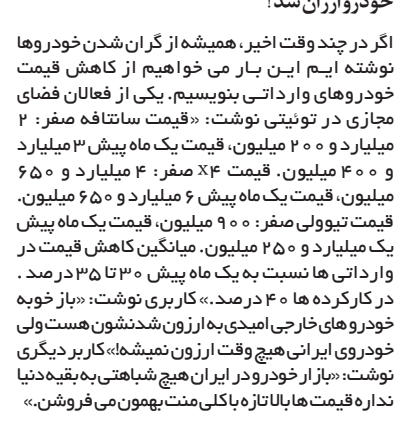 خودرو ارزان شد!
اگر در چند وقت اخیر، همیشه از گران شدن خودروها
نوشته ایم این بار می خواهیم از کاهش قیمت
خودروهای وارداتی بنویسیم. یکی از فعالان فضای
مجازی در توئیتی نوشت: «قیمت سانتافه صفر: ۲
میلیارد و ۲۰۰ میلیون، قیمت یک ماه پیش ۳ میلیارد
و ۴۰۰ میلیون. قیمت x۴ صفر: ۴ میلیارد و ۶۵۰
میلیون، قیمت یک ماه پیش ۶ میلیارد و ۶۵۰ میلیون.
قیمت تیوولی صفر: ۹۰۰ میلیون، قیمت یک ماه پیش
یک میلیارد و ۲۵۰ میلیون. میانگین کاهش قیمت در
وارداتی ها نسبت به یک ماه پیش ۳۰ تا ۳۵ درصد .
در کارکرده ها ۴۰ درصد.» کاربری نوشت: «باز خوبه
خودروهای خارجی امیدی به ارزون شدنشون هست ولی
خودروی ایرانی هیچ وقت ارزون نمیشه!» کاربر دیگری
نوشت: «بازار خودرو در ایران هیچ شباهتی به بقیه دنیا
نداره قیمت ها بالا تازه با کلی منت بهمون می فروشن.»